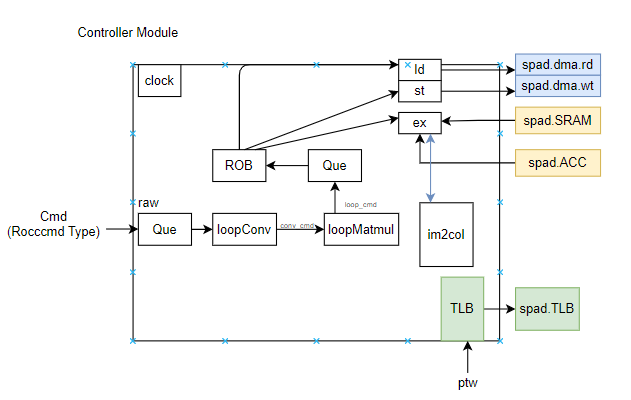 Controller Module
clock
ld
st
ex
spad.dma.rd
spad.dma.wt
spad.SRAM
spad.ACC
ROB
Que
loop_cmd
raw
Cmd
(Rocccmd Type)
Que
loopConv
conv_cmd
loopMatmul
im2col
TLB
spad.TLB
ptw